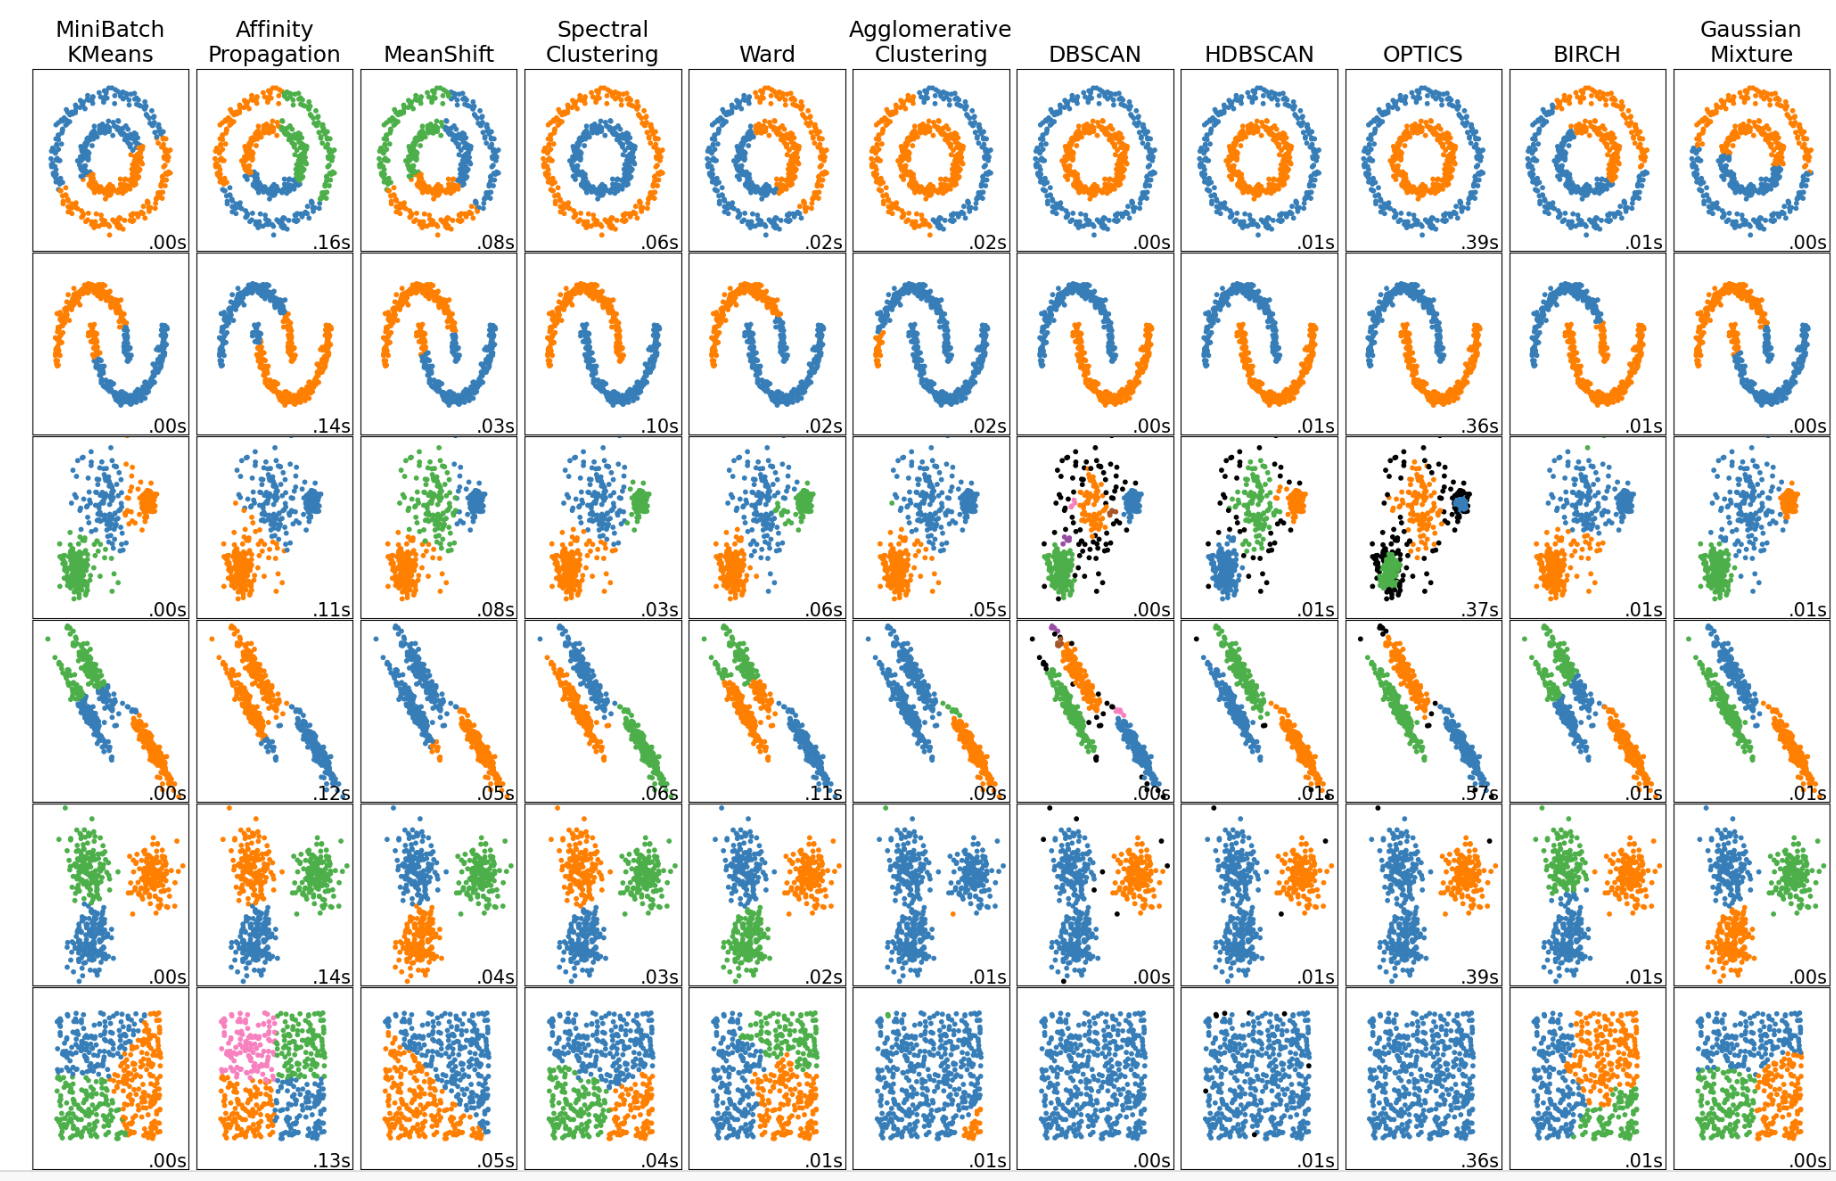 MiniBatch
KMeans
Affinity
Propagation
MeanShift
Spectral
Clustering
Ward
Agglomerative
Clustering
DBSCAN
HDBSCAN
OPTICS
BIRCH
Gaussian
Mixture
.00s .16s .08s .06s .02s .02s .00s .01s .39s .01s .00s
.00s .14s .03s .10s .02s .02s .00s .01s .36s .01s .00s
.00s .11s .08s .03s .06s .05s .00s .01s .37s .01s .01s
.00s .12s .05s .06s .11s .09s .00s .01s .57s .01s .01s
.00s .14s .04s .03s .02s .01s .00s .01s .39s .01s .00s
.00s .13s .05s .04s .01s .01s .00s .01s .36s .01s .00s